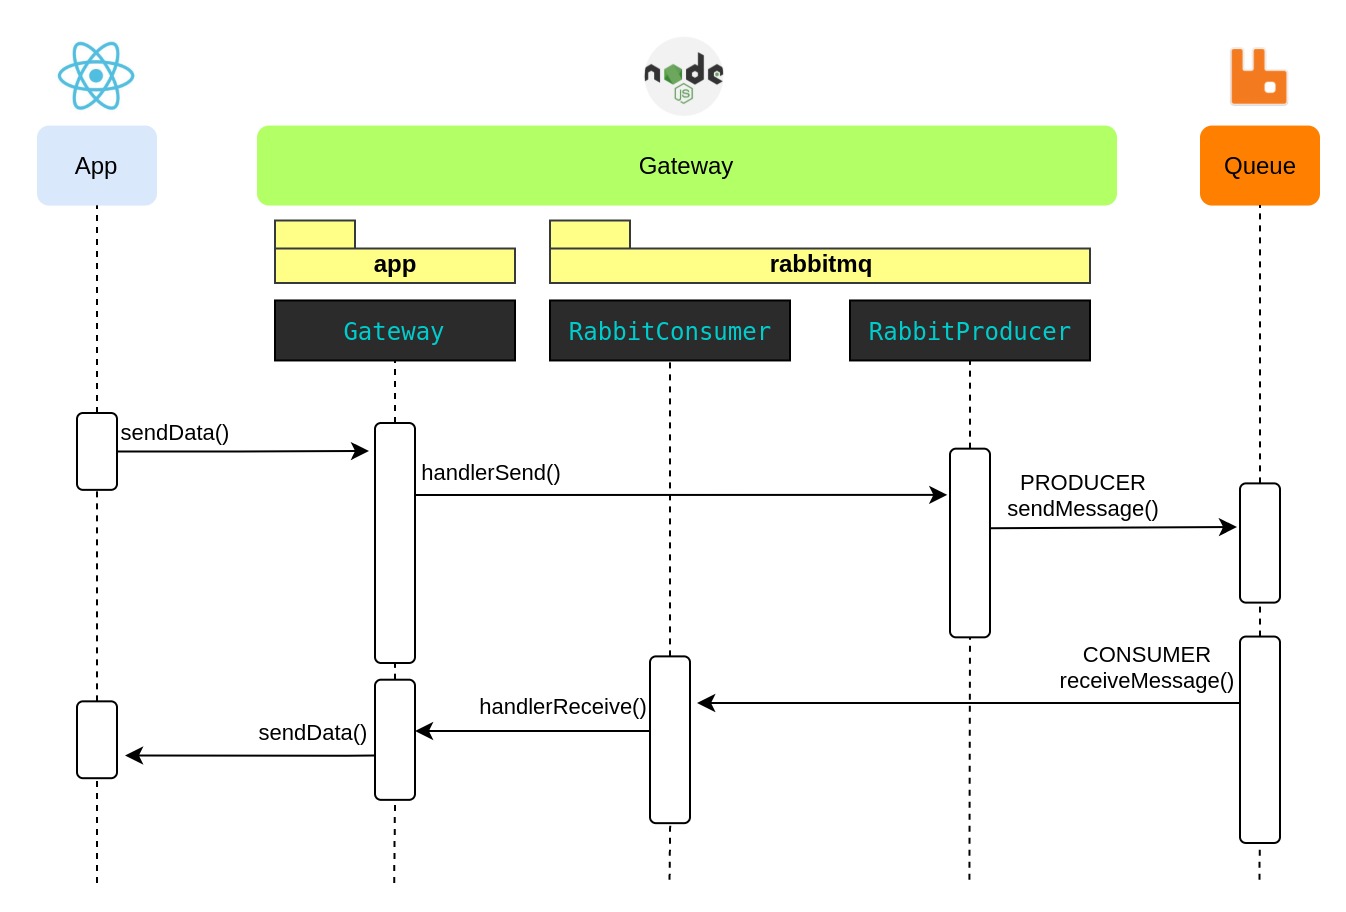 node
JS
App
Gateway
Queue
app
rabbitmq
Gateway
RabbitConsumer
RabbitProducer
sendData()
handlerSend()
PRODUCER
sendMessage()
CONSUMER
receiveMessage()
handlerReceive()
sendData()